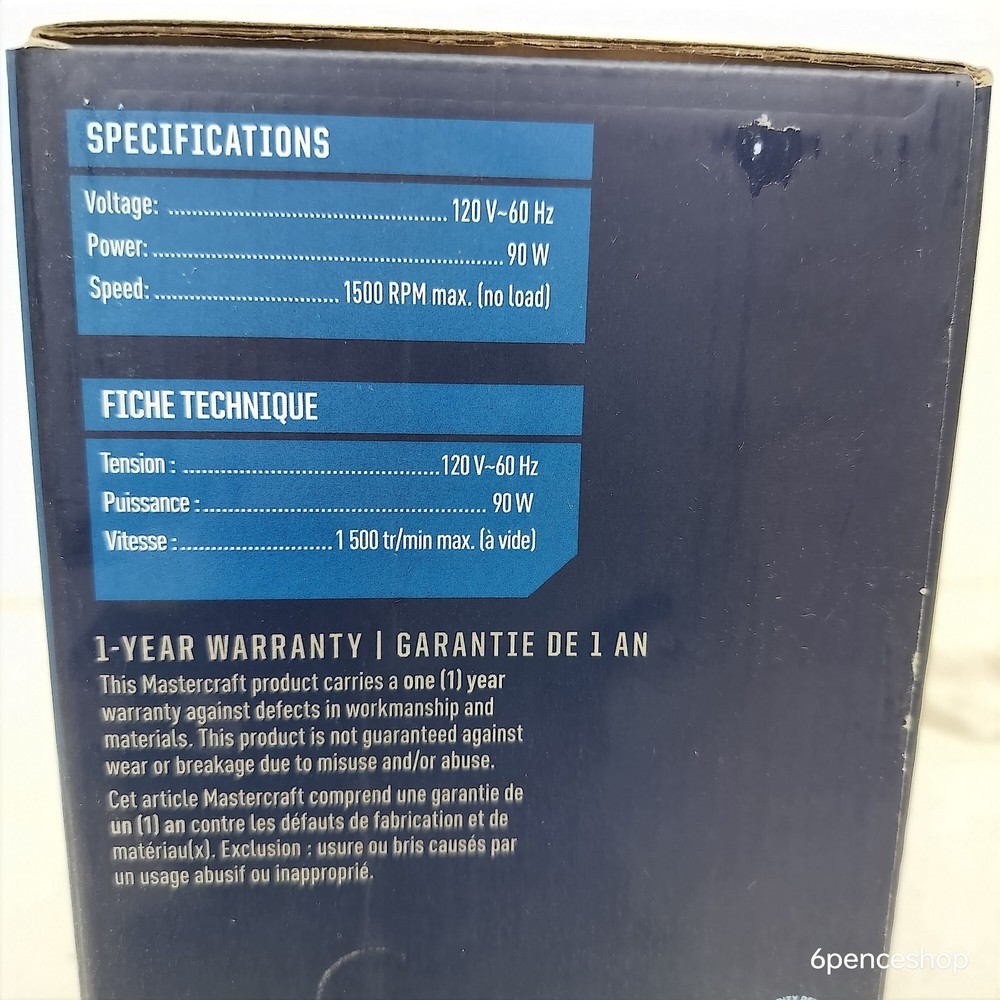 SPECIFICATIONS
Voltage: ........................................... 120 V~60 Hz
Power: ...................................................... 90 W
Speed: ............................ 1500 RPM max. (no load)
FICHE TECHNIQUE
Tension : .........................................120 V~60 Hz
Puissance : ............................................. 90 W
Vitesse : ........................1 500 tr/min max. (à vide)
1-YEAR WARRANTY | GARANTIE DE 1 AN
This Mastercraft product carries a one (1) year
warranty against defects in workmanship and
materials. This product is not guaranteed against
wear or breakage due to misuse and/or abuse.
Cet article Mastercraft comprend une garantie de
un (1) an contre les défauts de fabrication et de
matériau(x). Exclusion : usure ou bris causés par
un usage abusif ou inapproprié.
6penceshop